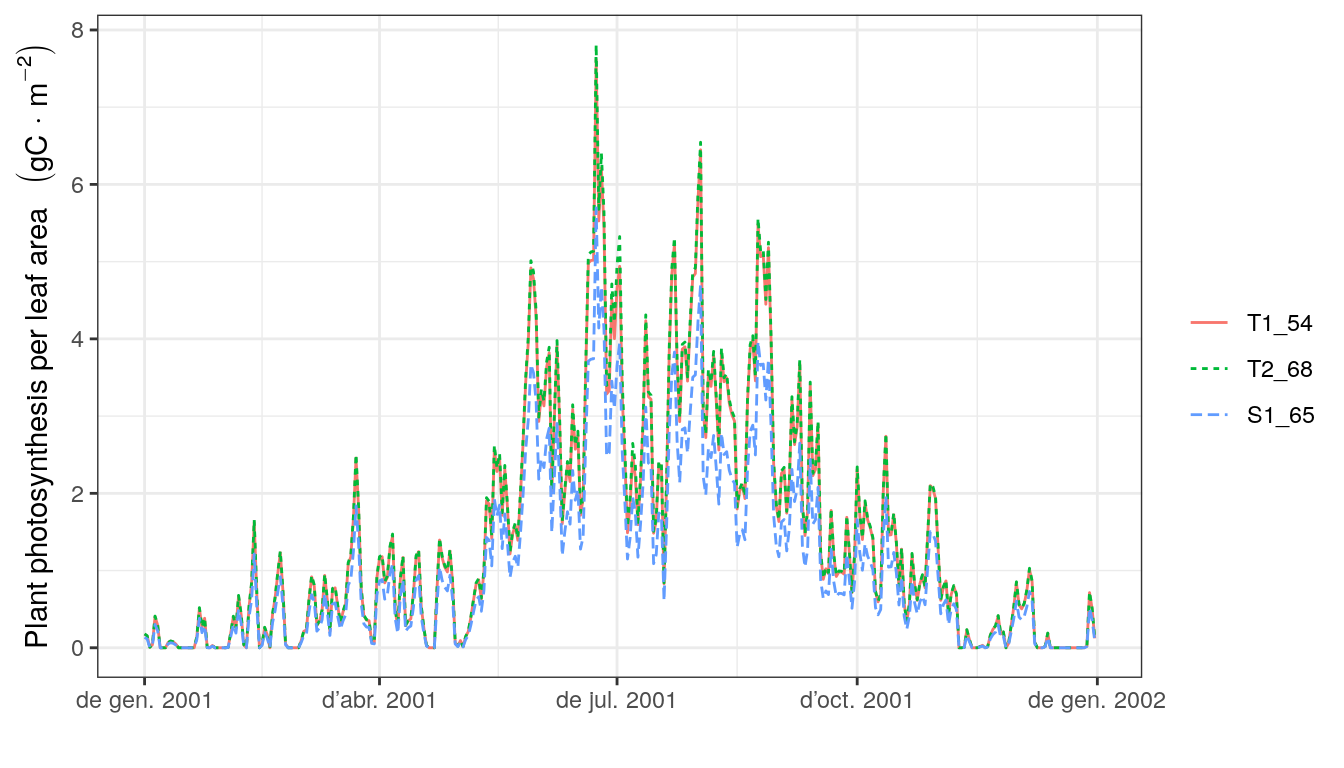 Plant photosynthesis per leaf area (gC · m⁻²)
8
6
4
2
0
de gen. 2001
d’abr. 2001
de jul. 2001
d’oct. 2001
de gen. 2002
T1_54
T2_68
S1_65